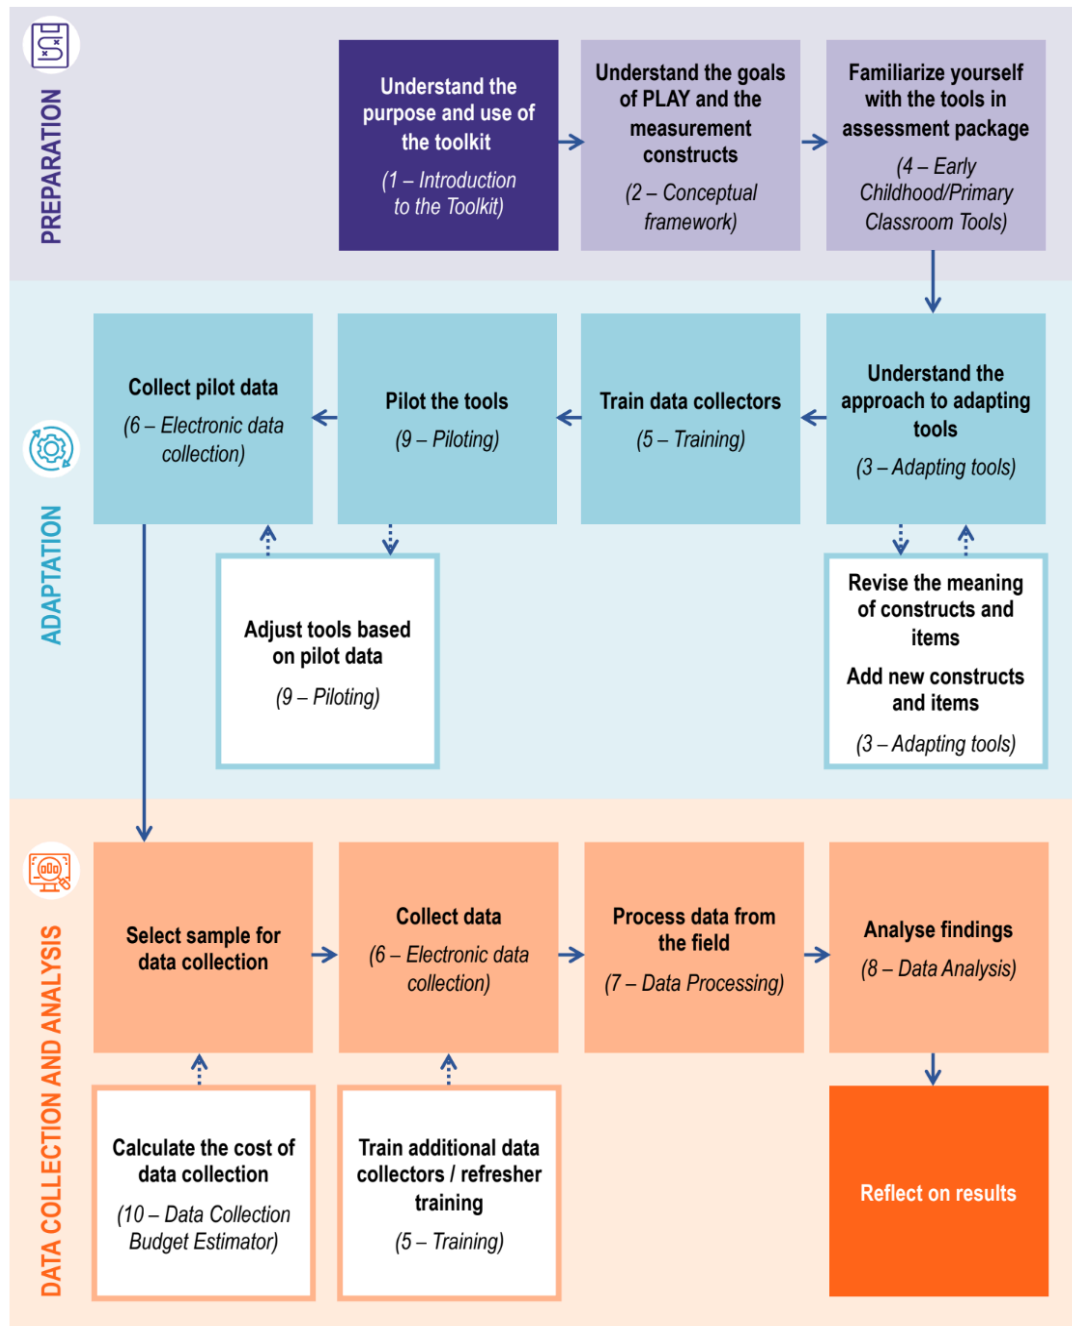 PREPARATION
Understand the
purpose and use of
the toolkit
(1 – Introduction
to the Toolkit)
Understand the goals
of PLAY and the
measurement
constructs
(2 – Conceptual
framework)
Familiarize yourself
with the tools in
assessment package
(4 – Early
Childhood/Primary
Classroom Tools)
ADAPTATION
Collect pilot data
(6 – Electronic data
collection)
Pilot the tools
(9 – Piloting)
Train data collectors
(5 – Training)
Understand the
approach to adapting
tools
(3 – Adapting tools)
Adjust tools based
on pilot data
(9 – Piloting)
Revise the meaning
of constructs and
items
Add new constructs
and items
(3 – Adapting tools)
DATA COLLECTION AND ANALYSIS
Select sample for
data collection
Collect data
(6 – Electronic data
collection)
Process data from
the field
(7 – Data Processing)
Analyse findings
(8 – Data Analysis)
Calculate the cost of
data collection
(10 – Data Collection
Budget Estimator)
Train additional data
collectors / refresher
training
(5 – Training)
Reflect on results